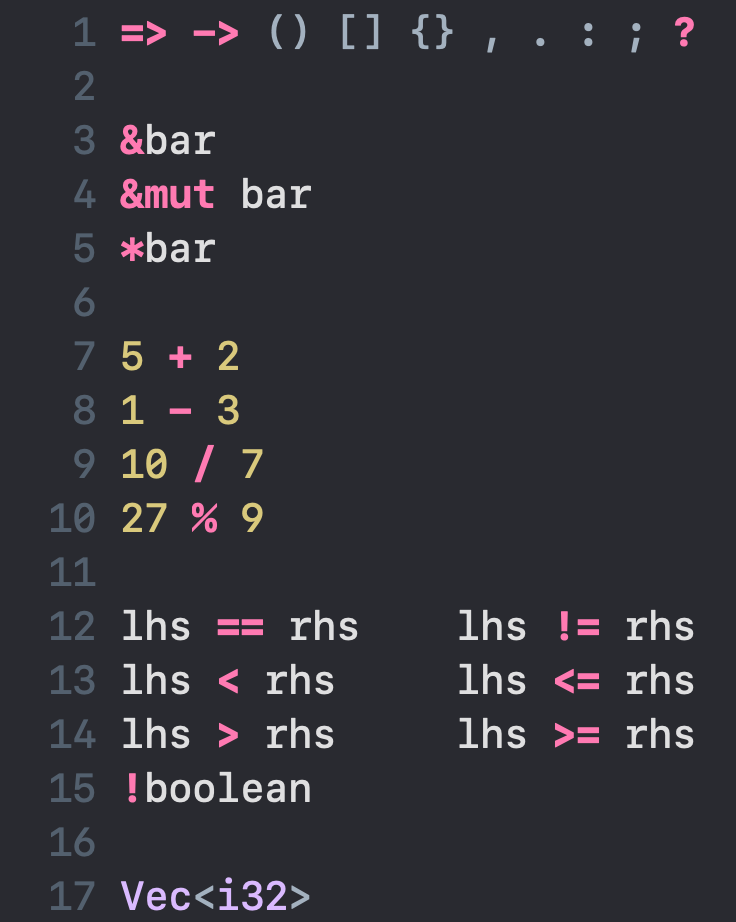 1 => -> () [] {} , . : ; ?
2
3 &bar
4 &mut bar
5 *bar
6
7 5 + 2
8 1 - 3
9 10 / 7
10 27 % 9
11
12 lhs == rhs    lhs != rhs
13 lhs < rhs     lhs <= rhs
14 lhs > rhs     lhs >= rhs
15 !boolean
16
17 Vec<i32>